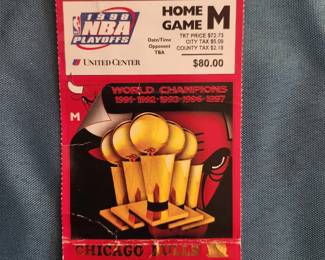 1998
NBA
PLAYOFFS
UNITED CENTER
Date/Time
Opponent
TBA
HOME
GAME M
TKT PRICE $72.73
CITY TAX $5.09
COUNTY TAX $2.18
$80.00
WORLD CHAMPIONS
1991-1992-1993-1996-1997
M
CHICAGO BULLS